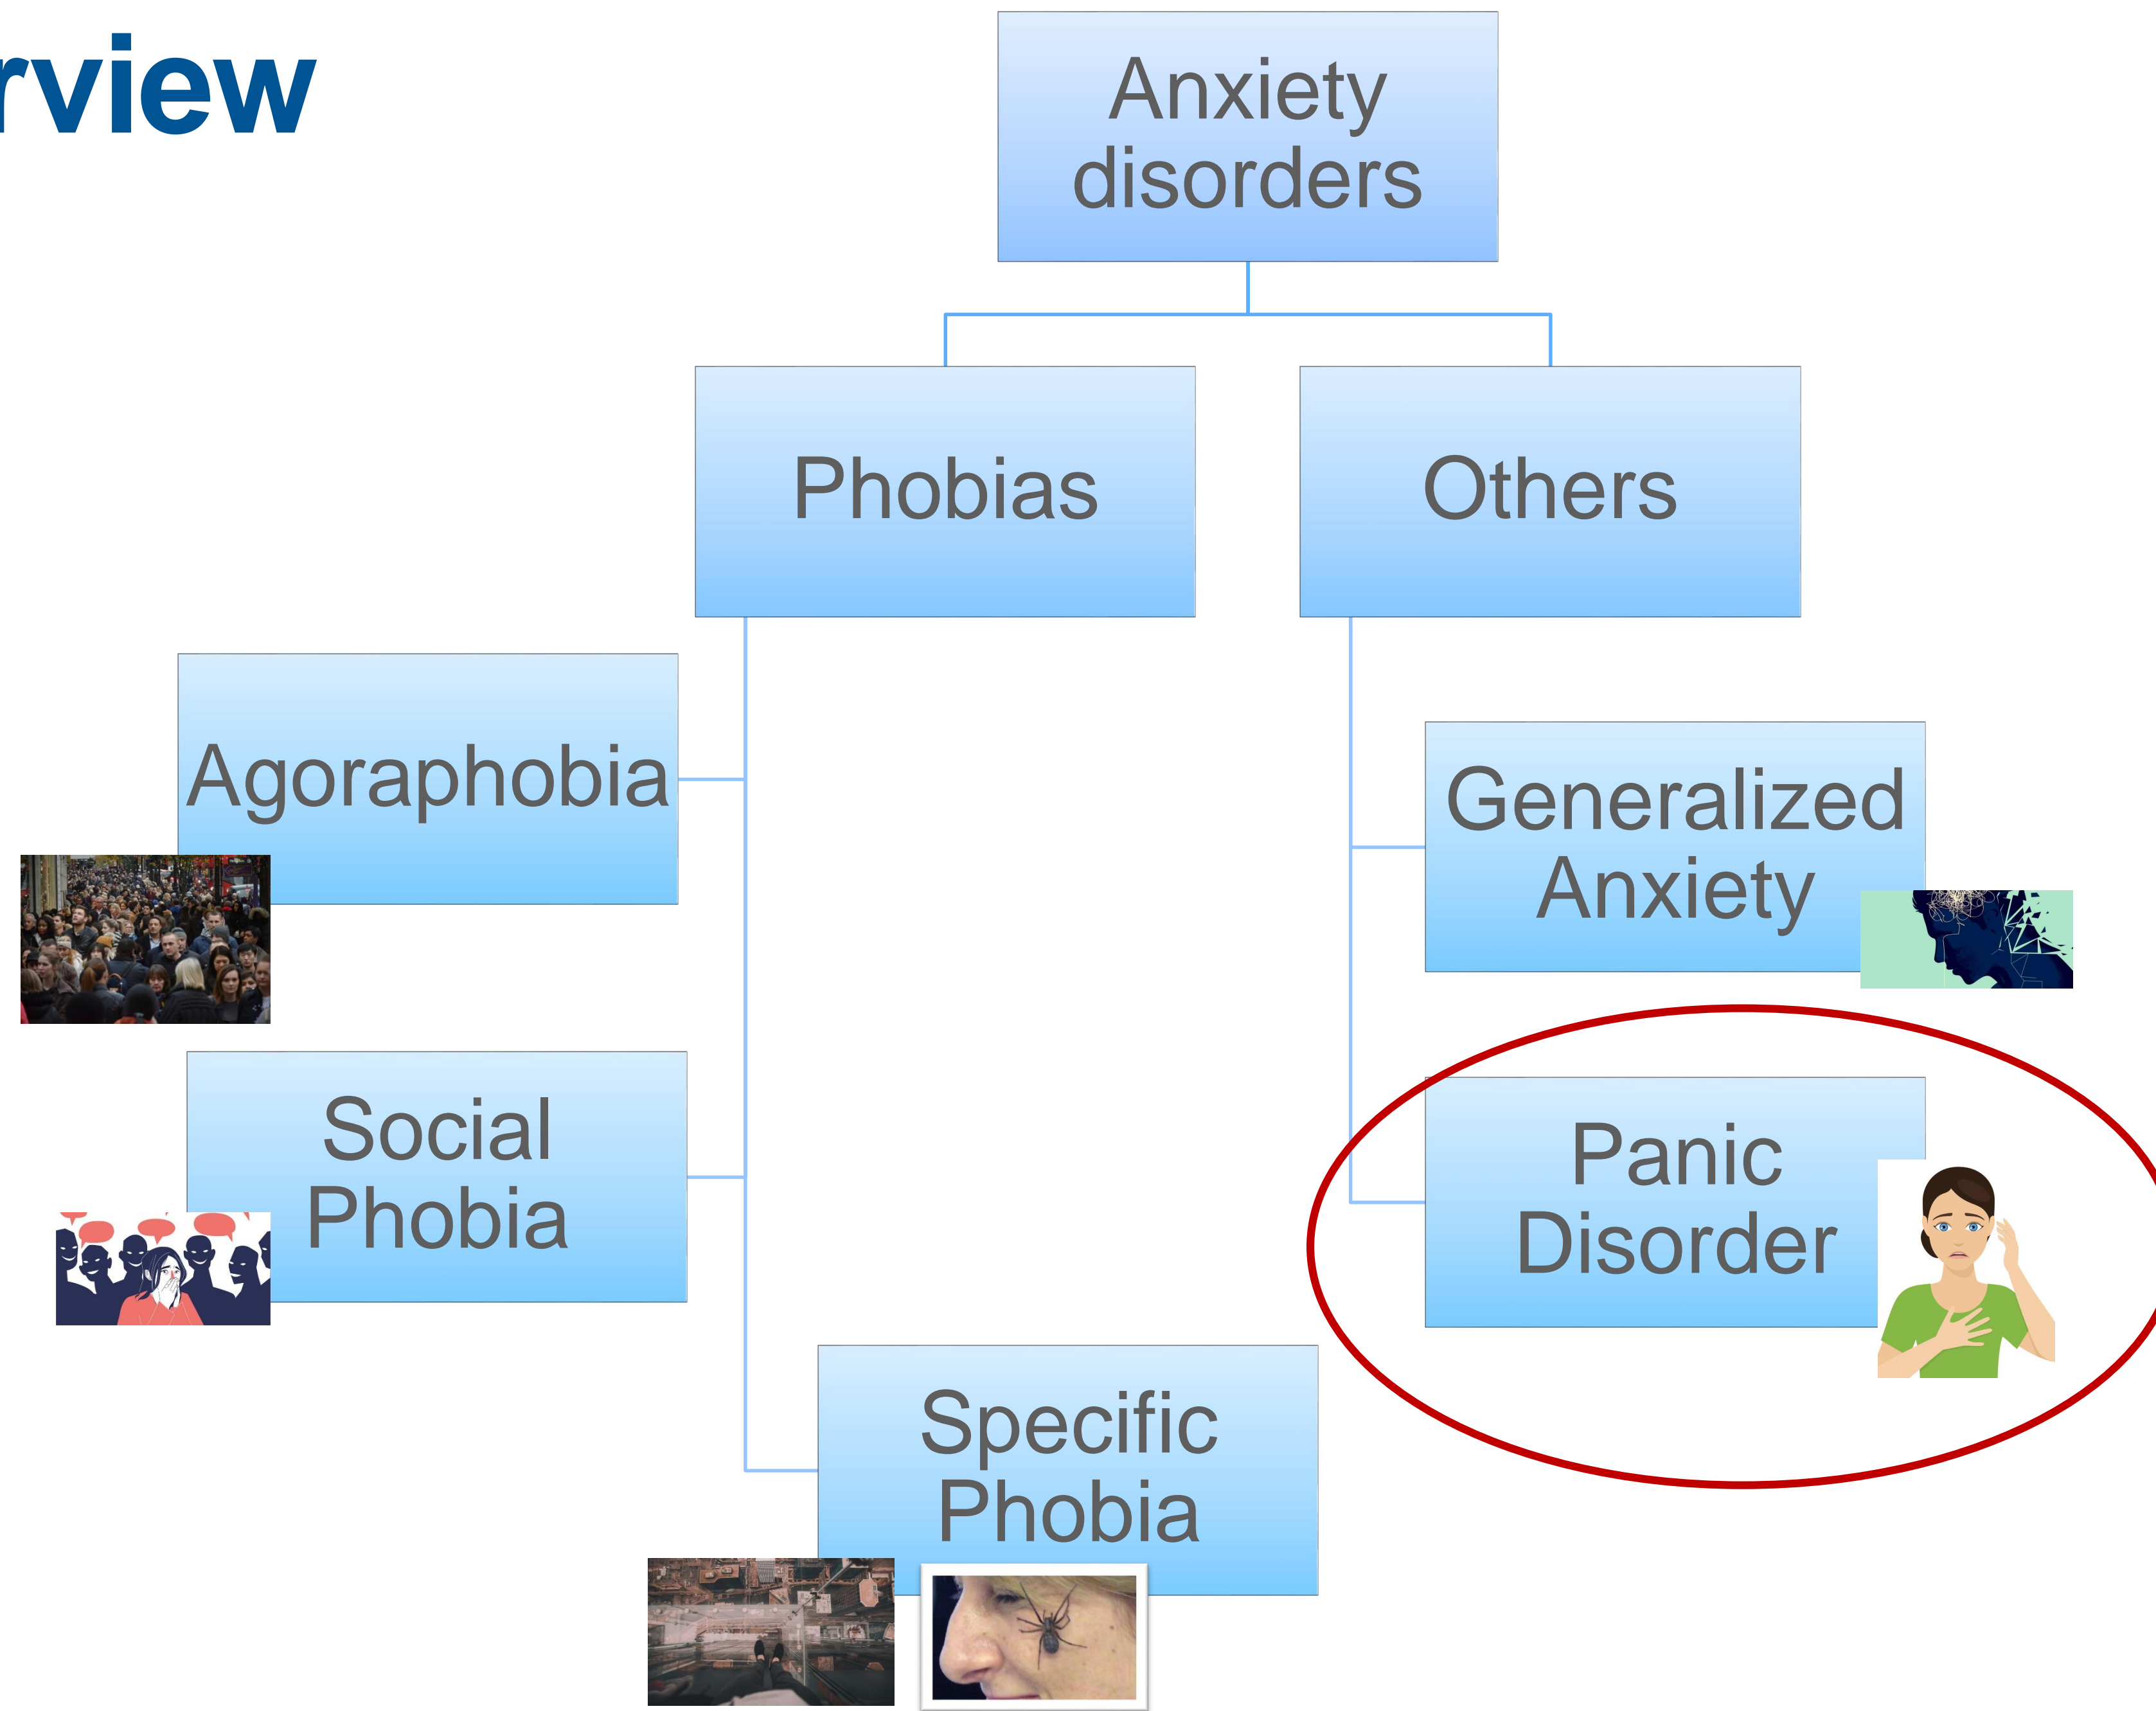 rview
Anxiety
disorders
Phobias
Others
Agoraphobia
Generalized
Anxiety
Social
Phobia
Panic
Disorder
Specific
Phobia